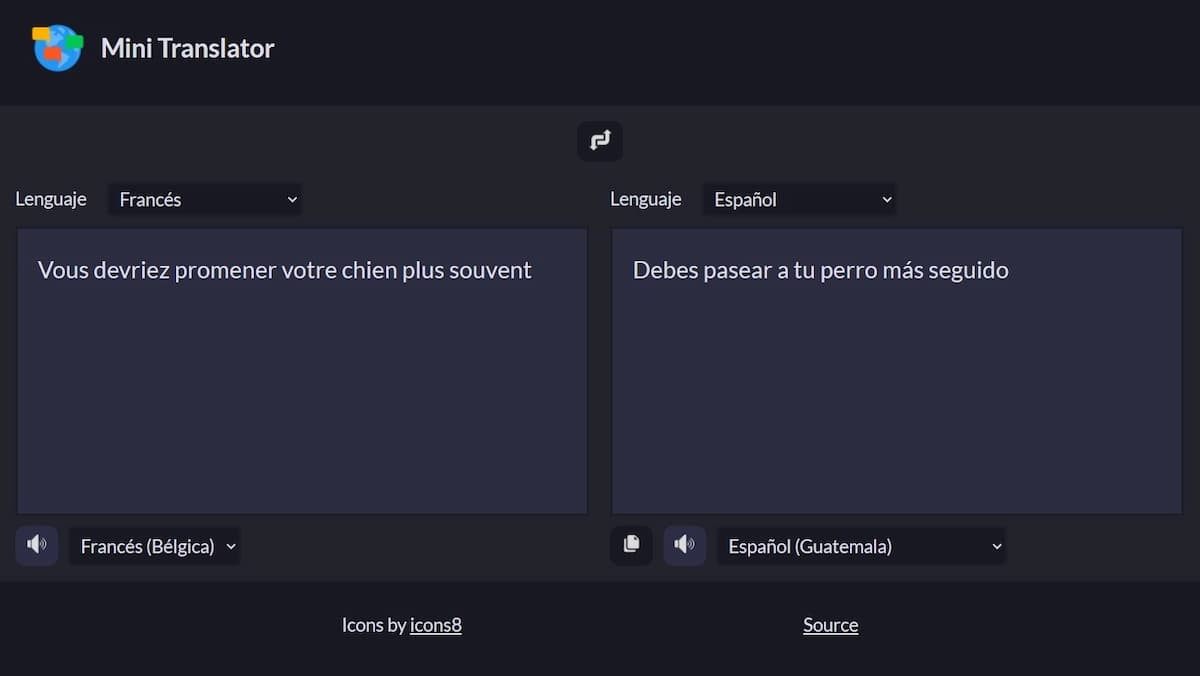 Mini Translator
Lenguaje
Francés
Lenguaje
Español
Vous devriez promener votre chien plus souvent
Debes pasear a tu perro más seguido
Francés (Bélgica)
Español (Guatemala)
Icons by icons8
Source